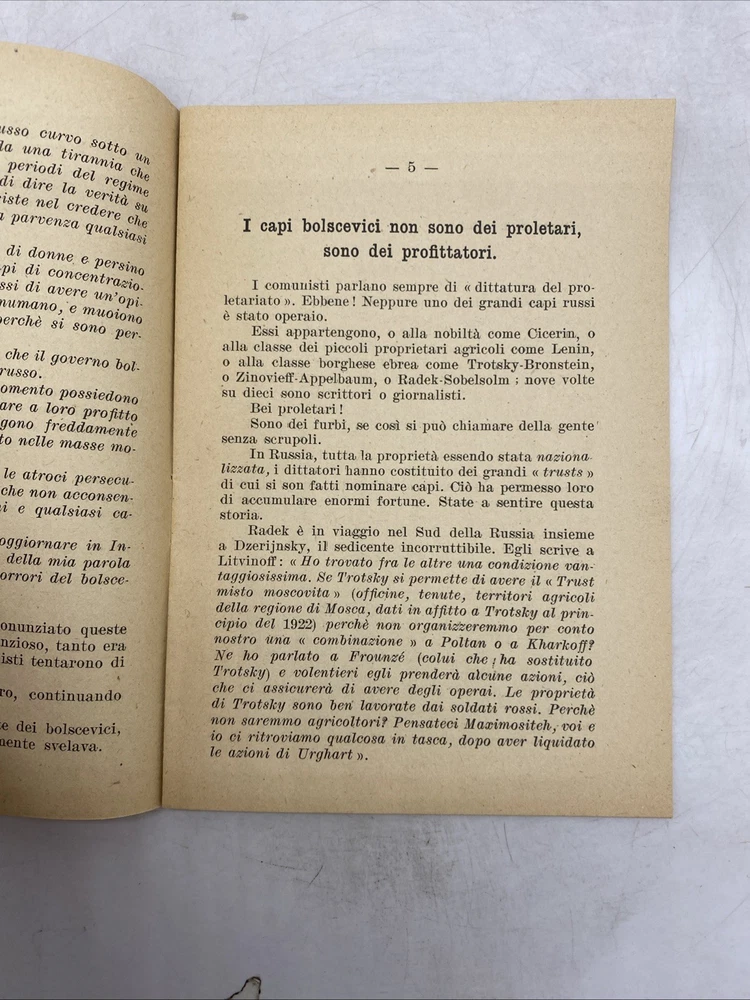 usso curvo sotto un
la una tirannia che
periodi del regime
di dire la verità su
iste nel credere che
parvenza qualsiasi
di donne e persino
pi di concentrazio-
ssi di avere un'opi-
numano, e muoiono
perchè si sono per-
che il governo bol-
russo.
omento possiedono
are a loro profitto
gono freddamente
to nelle masse mo-
le atroci persecu-
che non acconsen-
i e qualsiasi ca-
oggiornare in In-
della mia parola
orrori del bolsce-
onunziato queste
nzioso, tanto era
isti tentarono di
ro, continuando
e dei bolscevici,
mente svelava.
— 5 —
I capi bolscevici non sono dei proletari,
sono dei profittatori.
I comunisti parlano sempre di « dittatura del pro-
letariato ». Ebbene! Neppure uno dei grandi capi russi
è stato operaio.
Essi appartengono, o alla nobiltà come Cicerin, o
alla classe dei piccoli proprietari agricoli come Lenin,
o alla classe borghese ebrea come Trotsky-Bronstein,
o Zinovieff-Appelbaum, o Radek-Sobelsolm ; nove volte
su dieci sono scrittori o giornalisti.
Bei proletari!
Sono dei furbi, se così si può chiamare della gente
senza scrupoli.
In Russia, tutta la proprietà essendo stata naziona-
lizzata, i dittatori hanno costituito dei grandi « trusts »
di cui si son fatti nominare capi. Ciò ha permesso loro
di accumulare enormi fortune. State a sentire questa
storia.
Radek è in viaggio nel Sud della Russia insieme
a Dzerijnsky, il sedicente incorruttibile. Egli scrive a
Litvinoff: « Ho trovato fra le altre una condizione van-
taggiosissima. Se Trotsky si permette di avere il « Trust
misto moscovita » (officine, tenute, territori agricoli
della regione di Mosca, dati in affitto a Trotsky al prin-
cipio del 1922) perchè non organizzeremmo per conto
nostro una « combinazione » a Poltan o a Kharkoff?
Ne ho parlato a Frounzé (colui che ha sostituito
Trotsky) e volentieri egli prenderà alcune azioni, ciò
che ci assicurerà di avere degli operai. Le proprietà
di Trotsky sono ben lavorate dai soldati rossi. Perchè
non saremmo agricoltori? Pensateci Maximositch, voi e
io ci ritroviamo qualcosa in tasca, dopo aver liquidato
le azioni di Urghart ».